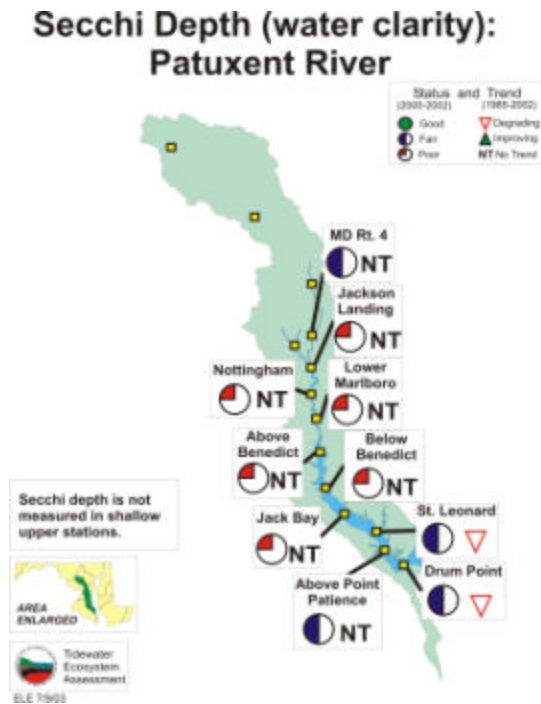 Secchi Depth (water clarity):
Patuxent River
Status and Trend
(2000-2002) (1985-2002)
Good Degrading
Fair Improving
Poor NT No Trend
MD Rt. 4
NT
Jackson
Landing
NT
Nottingham
NT
Lower
Marlboro
NT
Above
Benedict
NT
Below
Benedict
NT
Secchi depth is not
measured in shallow
upper stations.
Jack Bay
NT
St. Leonard
Drum Point
Above Point
Patience
NT
AREA
ENLARGED
Tidewater
Ecosystem
Assessment
ELE 7/9/03